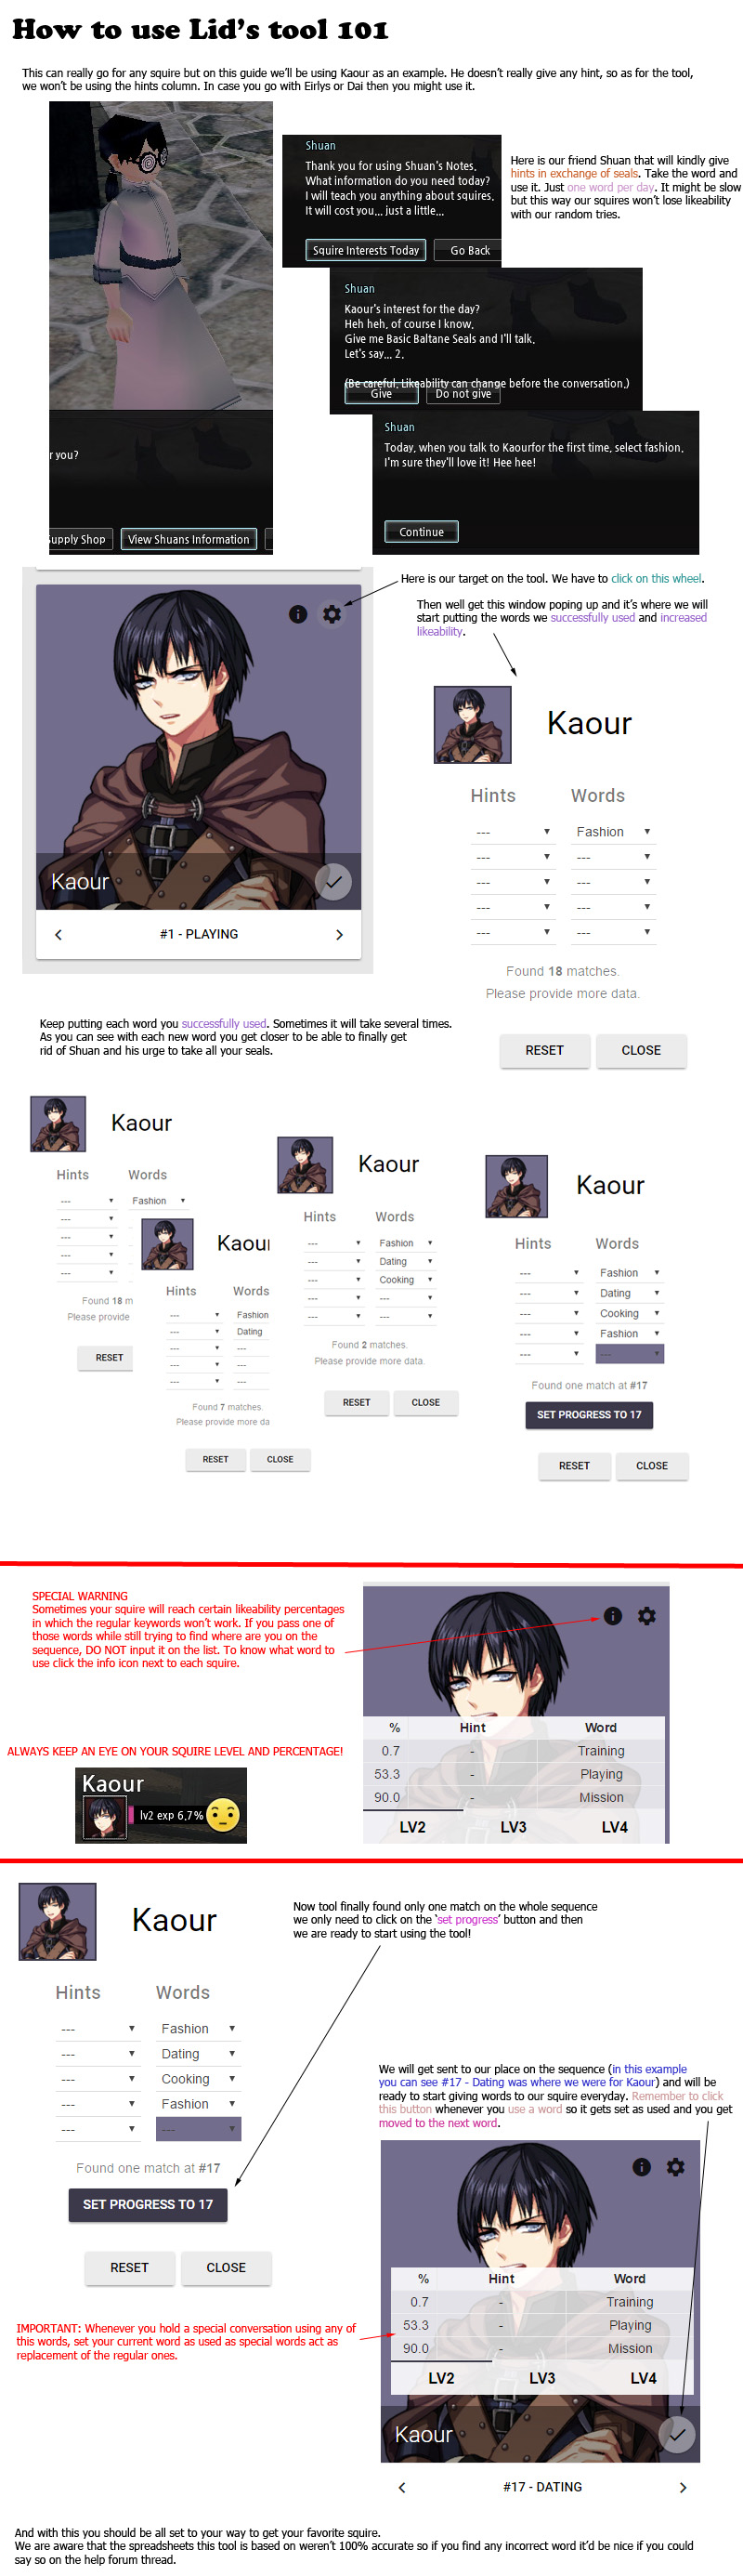 How to use Lid's tool 101
This can really go for any squire but on this guide we'll be using Kaour as an example. He doesn't really give any hint, so as for the tool,
we won't be using the hints column. In case you go with Eirlys or Dai then you might use it.
Shuan
Thank you for using Shuan's Notes.
What information do you need today?
I will teach you anything about squires.
It will cost you... just a little...
Squire Interests Today
Go Back
Here is our friend Shuan that will kindly give
hints in exchange of seals. Take the word and
use it. Just one word per day. It might be slow
but this way our squires won't lose likeability
with our random tries.
Shuan
Kaour's interest for the day?
Heh heh, of course I know.
Give me Basic Baltane Seals and I'll talk.
Let's say... 2.
(Be careful. Likeability can change before the conversation.)
Give
Do not give
Shuan
Today, when you talk to Kaourfor the first time, select fashion.
I'm sure they'll love it! Hee hee!
Continue
r you?
Supply Shop
View Shuans Information
Here is our target on the tool. We have to click on this wheel.
Then well get this window poping up and it's where we will
start putting the words we successfully used and increased
likeability.
Kaour
#1 - PLAYING
Kaour
Hints Words
--- Fashion
--- ---
--- ---
--- ---
--- ---
Found 18 matches.
Please provide more data.
RESET CLOSE
Keep putting each word you successfully used. Sometimes it will take several times.
As you can see with each new word you get closer to be able to finally get
rid of Shuan and his urge to take all your seals.
Kaour
Hints Words
--- Fashion
---
---
---
---
Found 18 m
Please provide
RESET
Kaour
Hints Words
--- Fashion
--- Dating
--- ---
--- ---
--- ---
Found 7 matches.
Please provide more da
RESET CLOSE
Kaour
Hints Words
--- Fashion
--- Dating
--- Cooking
--- ---
--- ---
Found 2 matches.
Please provide more data.
RESET CLOSE
Kaour
Hints Words
--- Fashion
--- Dating
--- Cooking
--- Fashion
--- ---
Found one match at #17
SET PROGRESS TO 17
RESET CLOSE
SPECIAL WARNING
Sometimes your squire will reach certain likeability percentages
in which the regular keywords won't work. If you pass one of
those words while still trying to find where are you on the
sequence, DO NOT input it on the list. To know what word to
use click the info icon next to each squire.
ALWAYS KEEP AN EYE ON YOUR SQUIRE LEVEL AND PERCENTAGE!
Kaour
lv2 exp 6.7%
% Hint Word
0.7 - Training
53.3 - Playing
90.0 - Mission
LV2 LV3 LV4
Kaour
Hints Words
--- Fashion
--- Dating
--- Cooking
--- Fashion
--- ---
Found one match at #17
SET PROGRESS TO 17
RESET CLOSE
Now tool finally found only one match on the whole sequence
we only need to click on the 'set progress' button and then
we are ready to start using the tool!
We will get sent to our place on the sequence (in this example
you can see #17 - Dating was where we were for Kaour) and will be
ready to start giving words to our squire everyday. Remember to click
this button whenever you use a word so it gets set as used and you get
moved to the next word.
IMPORTANT: Whenever you hold a special conversation using any of
this words, set your current word as used as special words act as
replacement of the regular ones.
% Hint Word
0.7 - Training
53.3 - Playing
90.0 - Mission
LV2 LV3 LV4
Kaour
#17 - DATING
And with this you should be all set to your way to get your favorite squire.
We are aware that the spreadsheets this tool is based on weren't 100% accurate so if you find any incorrect word it'd be nice if you could
say so on the help forum thread.